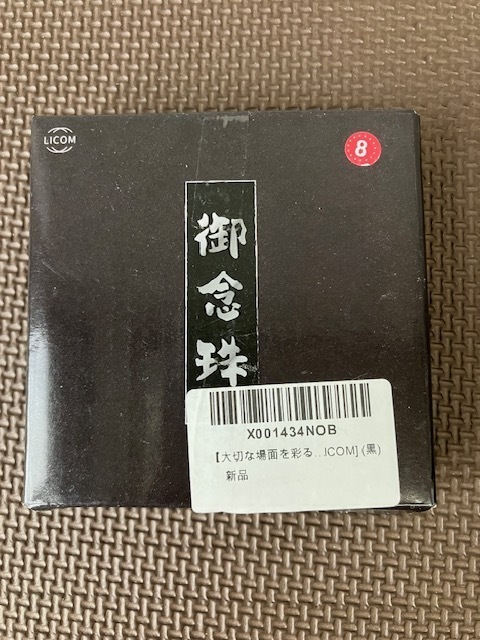 LICOM
8
御念珠
X001434NOB
【大切な場面を彩る...ICOM] (黒)
新品